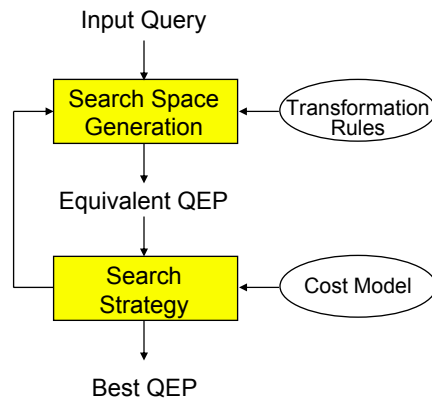 Input Query
Search Space
Generation
Transformation
Rules
Equivalent QEP
Search
Strategy
Cost Model
Best QEP